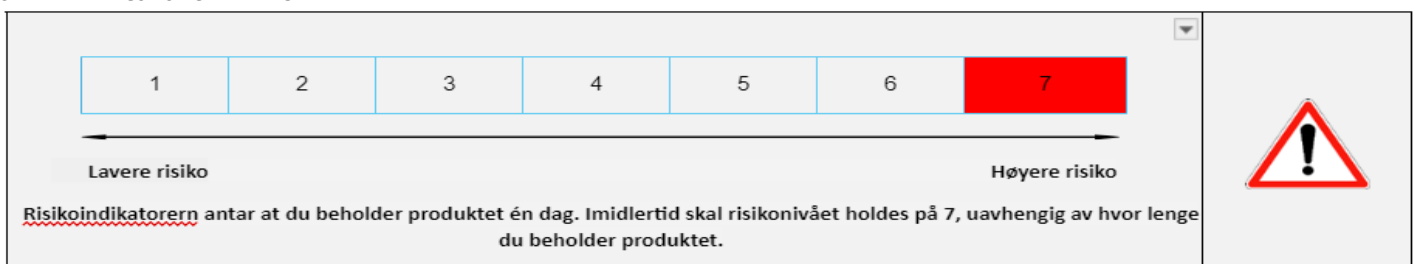 1 2 3 4 5 6 7
Lavere risiko Høyere risiko
Risikoindikatorern antar at du beholder produktet én dag. Imidlertid skal risikonivået holdes på 7, uavhengig av hvor lenge
du beholder produktet.